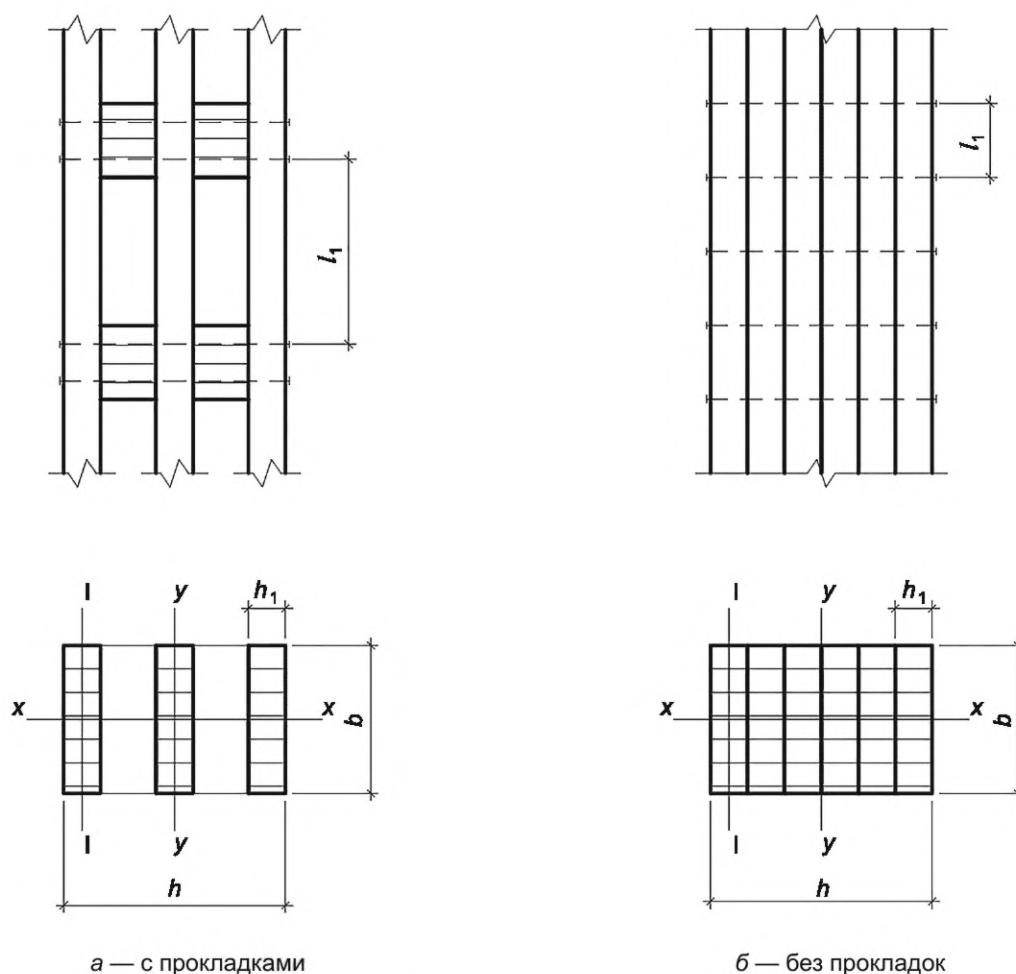 l₁
l₁
I y h₁
x x b
I y
h
I y h₁
x x b
I y
h
а — с прокладками
б — без прокладок